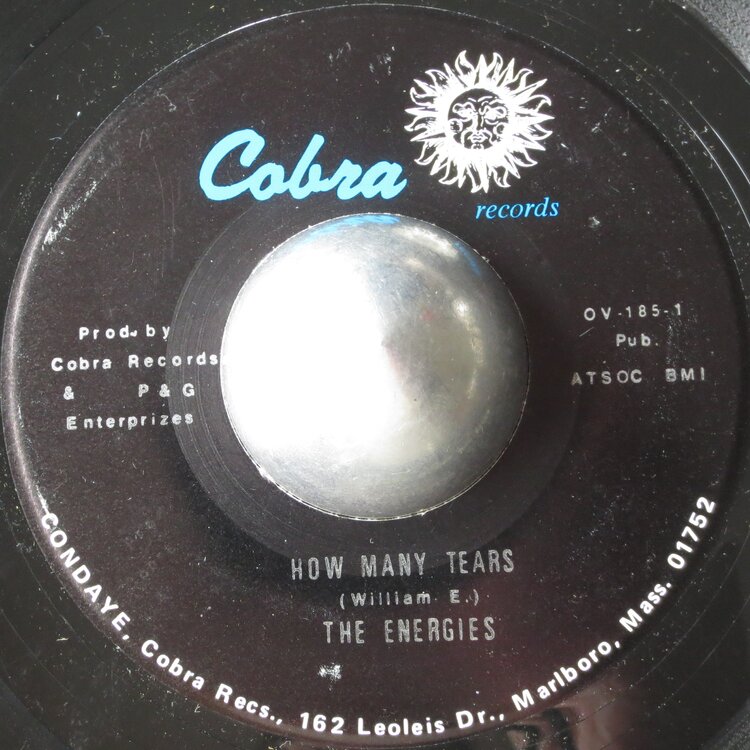 Cobra
records
Prod. by
Cobra Records
& P & G
Enterprizes
OV-185-1
Pub.
ATSOC BMI
HOW MANY TEARS
(William E.)
THE ENERGIES
CONDAYE, Cobra Recs., 162 Leoleis Dr., Marlboro, Mass. 01752